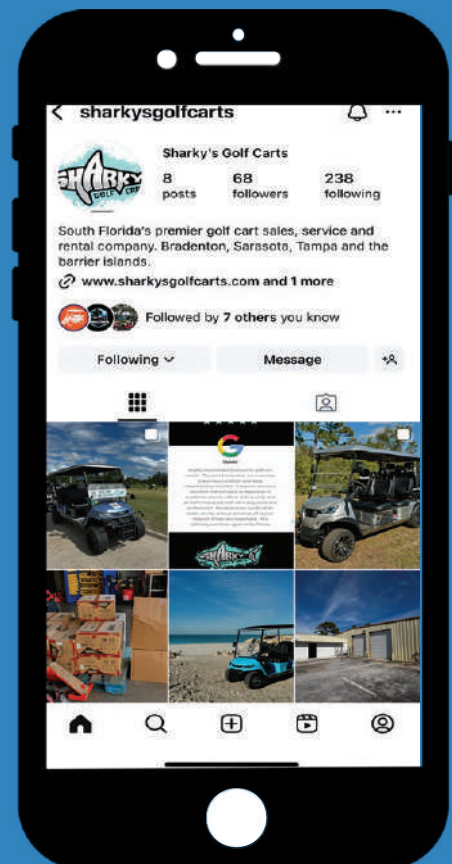 sharkysgolfcarts
SHARKY
GOLF CAR
Sharky's Golf Carts
8 68 238
posts followers following
South Florida's premier golf cart sales, service and
rental company. Bradenton, Sarasota, Tampa and the
barrier islands.
www.sharkysgolfcarts.com and 1 more
Followed by 7 others you know
Following Message